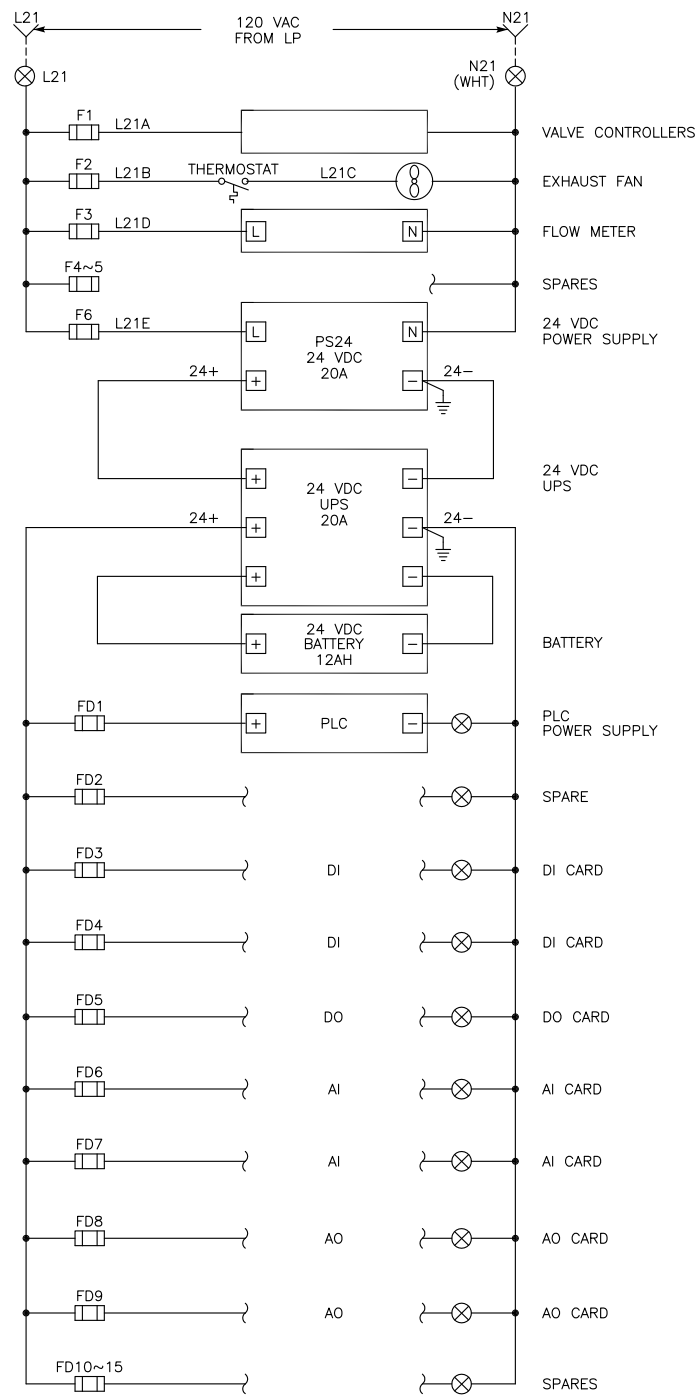 L21
120 VAC
FROM LP
N21
L21
N21
(WHT)
F1
L21A
VALVE CONTROLLERS
F2
L21B
THERMOSTAT
L21C
EXHAUST FAN
F3
L21D
L
N
FLOW METER
F4~5
SPARES
F6
L21E
L
N
24 VDC
POWER SUPPLY
PS24
24 VDC
20A
24+
+
−
24−
+
−
24 VDC
UPS
20A
24 VDC
UPS
24+
+
−
24−
+
−
+
24 VDC
BATTERY
12AH
−
BATTERY
FD1
+
PLC
−
PLC
POWER SUPPLY
FD2
SPARE
FD3
DI
DI CARD
FD4
DI
DI CARD
FD5
DO
DO CARD
FD6
AI
AI CARD
FD7
AI
AI CARD
FD8
AO
AO CARD
FD9
AO
AO CARD
FD10~15
SPARES